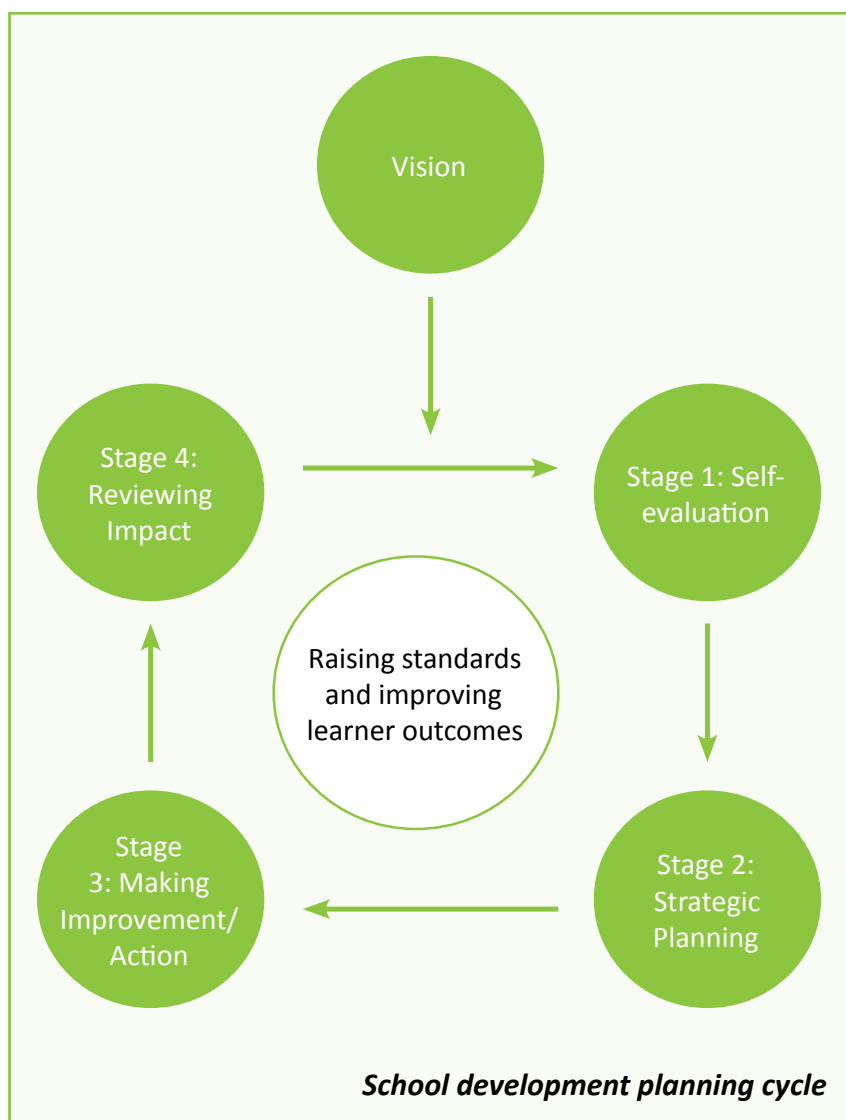 Vision
Stage 4:
Reviewing
Impact
Stage 1: Self-
evaluation
Raising standards
and improving
learner outcomes
Stage
3: Making
Improvement/
Action
Stage 2:
Strategic
Planning
School development planning cycle